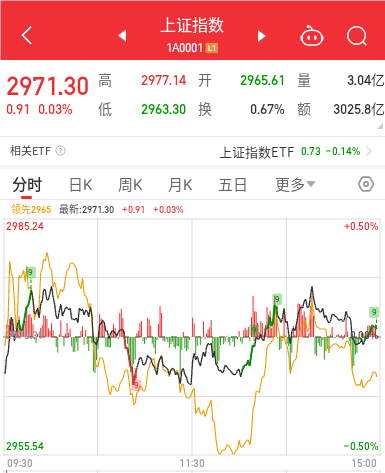 上证指数
1A0001 L1
2971.30 高 2977.14 开 2965.61 量 3.04亿
0.91 0.03% 低 2963.30 换 0.67% 额 3025.8亿
相关ETF ? 上证指数ETF 0.73 -0.14%
分时 日K 周K 月K 五日 更多
领先2965 最新:2971.30 +0.91 +0.03%
2985.24 +0.50%
9
9
9
9
9
2955.54 -0.50%
09:30 11:30 15:00